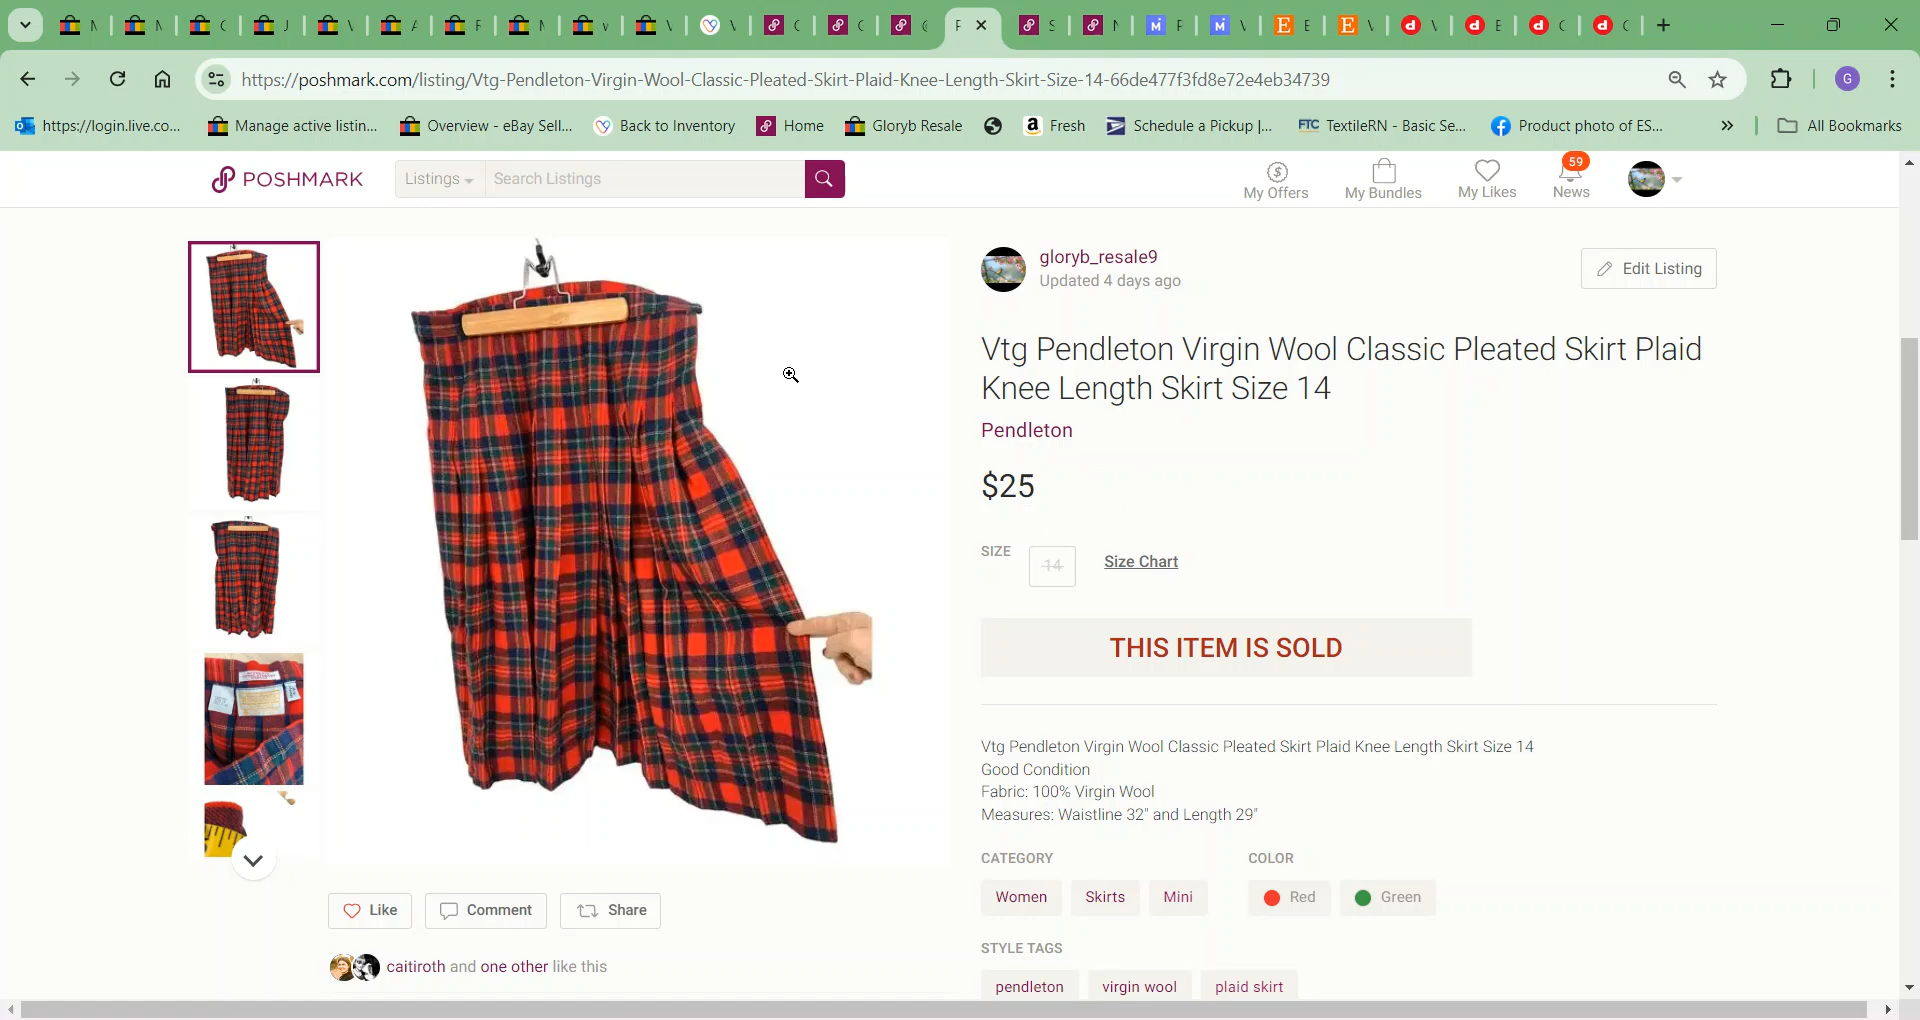 https://poshmark.com/listing/Vtg-Pendleton-Virgin-Wool-Classic-Pleated-Skirt-Plaid-Knee-Length-Skirt-Size-14-66de477f3fd8e72e4eb34739
G
https://login.live.co...
Manage active listin...
Overview - eBay Sell...
Back to Inventory
Home
Gloryb Resale
Fresh
Schedule a Pickup |...
FTC TextileRN - Basic Se...
Product photo of ES...
All Bookmarks
POSHMARK
Listings
Search Listings
My Offers
My Bundles
My Likes
59
News
gloryb_resale9
Updated 4 days ago
Edit Listing
Vtg Pendleton Virgin Wool Classic Pleated Skirt Plaid
Knee Length Skirt Size 14
Pendleton
$25
SIZE
14
Size Chart
THIS ITEM IS SOLD
Vtg Pendleton Virgin Wool Classic Pleated Skirt Plaid Knee Length Skirt Size 14
Good Condition
Fabric: 100% Virgin Wool
Measures: Waistline 32" and Length 29"
CATEGORY
COLOR
Women
Skirts
Mini
Red
Green
STYLE TAGS
pendleton
virgin wool
plaid skirt
Like
Comment
Share
caitiroth and one other like this